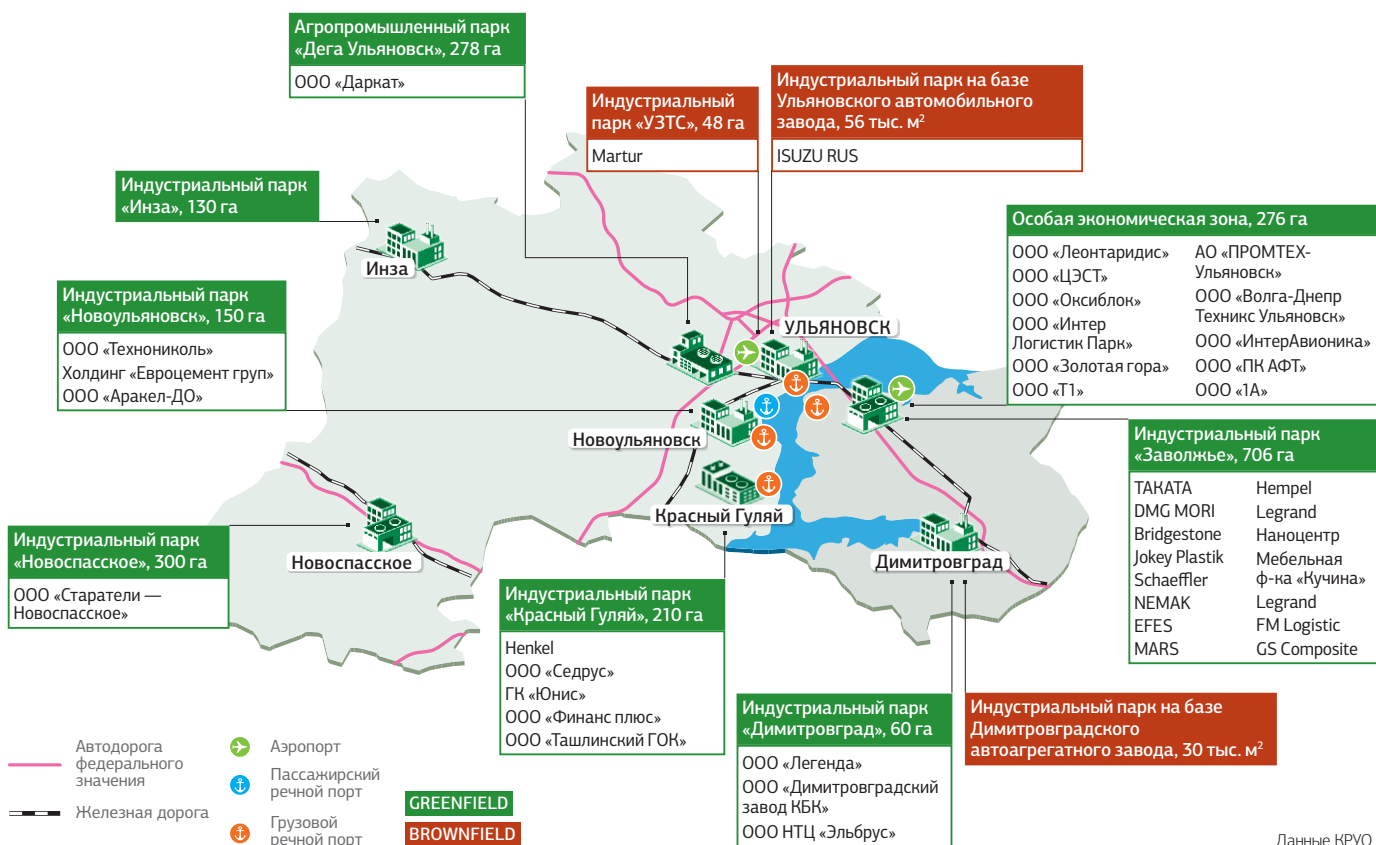 Агропромышленный парк
«Дега Ульяновск», 278 га
ООО «Даркат»
Индустриальный
парк «УЗТС», 48 га
Martur
Индустриальный парк на базе
Ульяновского автомобильного
завода, 56 тыс. м²
ISUZU RUS
Индустриальный парк
«Инза», 130 га
Инза
Особая экономическая зона, 276 га
ООО «Леонтаридис»
ООО «ЦЭСТ»
ООО «Оксиблок»
ООО «Интер
Логистик Парк»
ООО «Золотая гора»
ООО «Т1»
АО «ПРОМТЕХ-
Ульяновск»
ООО «Волга-Днепр
Техникс Ульяновск»
ООО «ИнтерАвионика»
ООО «ПК АФТ»
ООО «1А»
Индустриальный парк
«Новоульяновск», 150 га
ООО «Технониколь»
Холдинг «Евроцемент груп»
ООО «Аракел-ДО»
УЛЬЯНОВСК
Новоульяновск
Красный Гуляй
Димитровград
Новоспасское
Индустриальный парк
«Заволжье», 706 га
TAKATA
DMG MORI
Bridgestone
Jokey Plastik
Schaeffler
NEMAK
EFES
MARS
Hempel
Legrand
Наноцентр
Мебельная
ф-ка «Кучина»
Legrand
FM Logistic
GS Composite
Индустриальный парк
«Новоспасское», 300 га
ООО «Старатели —
Новоспасское»
Индустриальный парк
«Красный Гуляй», 210 га
Henkel
ООО «Седрус»
ГК «Юнис»
ООО «Финанс плюс»
ООО «Ташлинский ГОК»
Индустриальный парк
«Димитровград», 60 га
ООО «Легенда»
ООО «Димитровградский
завод КБК»
ООО НТЦ «Эльбрус»
Индустриальный парк на базе
Димитровградского
автоагрегатного завода, 30 тыс. м²
Автодорога
федерального
значения
Железная дорога
Аэропорт
Пассажирский
речной порт
Грузовой
речной порт
GREENFIELD
BROWNFIELD
Данные КРУО